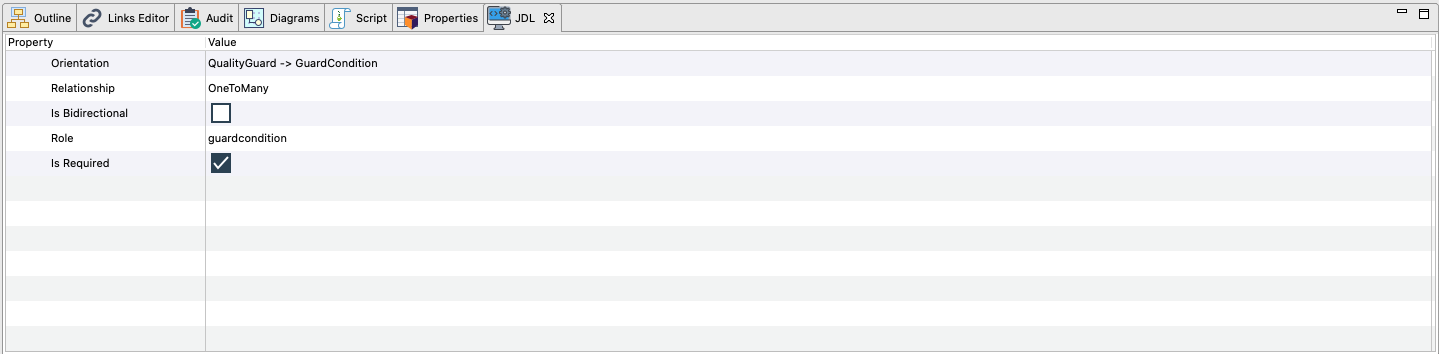 Outline Links Editor Audit Diagrams Script Properties JDL
Property Value
Orientation QualityGuard -> GuardCondition
Relationship OneToMany
Is Bidirectional
Role guardcondition
Is Required